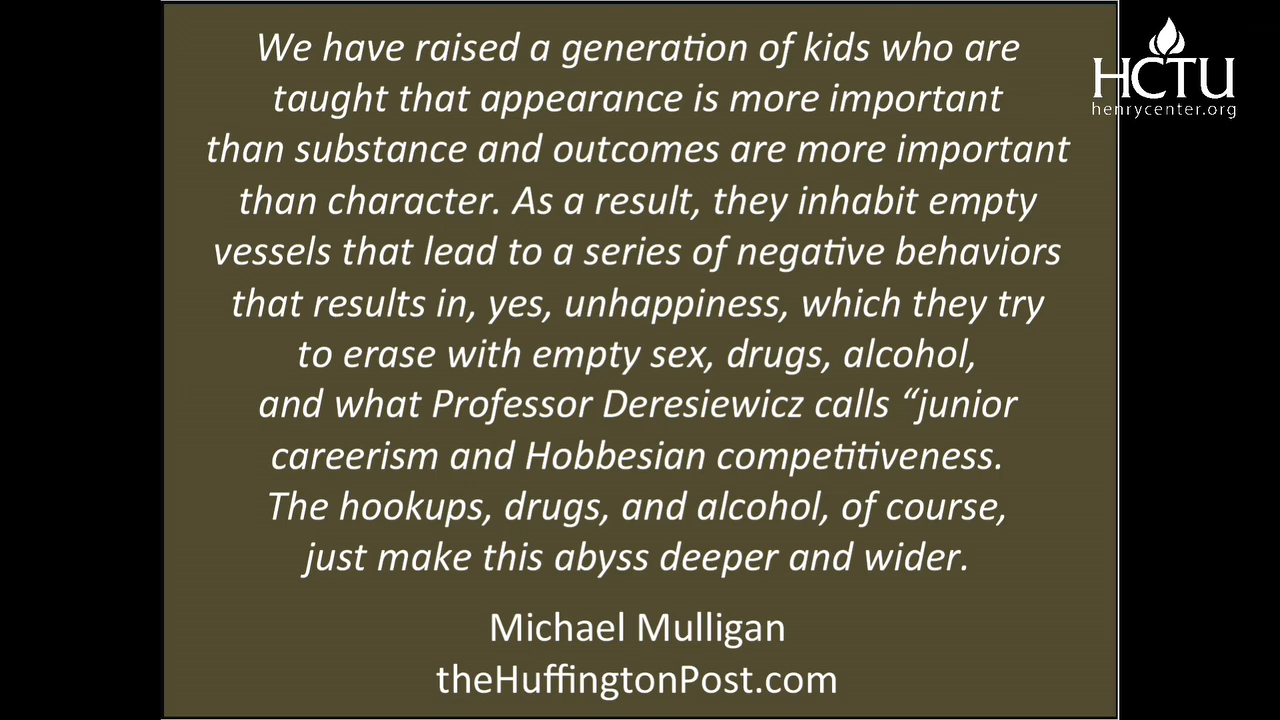 We have raised a generation of kids who are
taught that appearance is more important
than substance and outcomes are more important
than character. As a result, they inhabit empty
vessels that lead to a series of negative behaviors
that results in, yes, unhappiness, which they try
to erase with empty sex, drugs, alcohol,
and what Professor Deresiewicz calls “junior
careerism and Hobbesian competitiveness.
The hookups, drugs, and alcohol, of course,
just make this abyss deeper and wider.
Michael Mulligan
theHuffingtonPost.com
HCTU
henrycenter.org